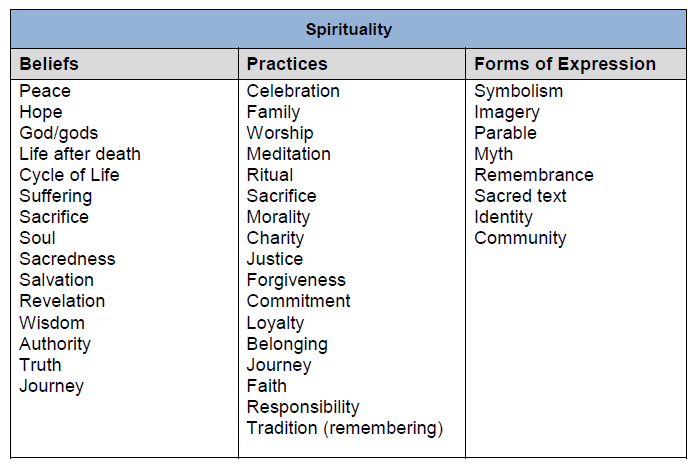 Spirituality
Beliefs
Peace
Hope
God/gods
Life after death
Cycle of Life
Suffering
Sacrifice
Soul
Sacredness
Salvation
Revelation
Wisdom
Authority
Truth
Journey
Practices
Celebration
Family
Worship
Meditation
Ritual
Sacrifice
Morality
Charity
Justice
Forgiveness
Commitment
Loyalty
Belonging
Journey
Faith
Responsibility
Tradition (remembering)
Forms of Expression
Symbolism
Imagery
Parable
Myth
Remembrance
Sacred text
Identity
Community